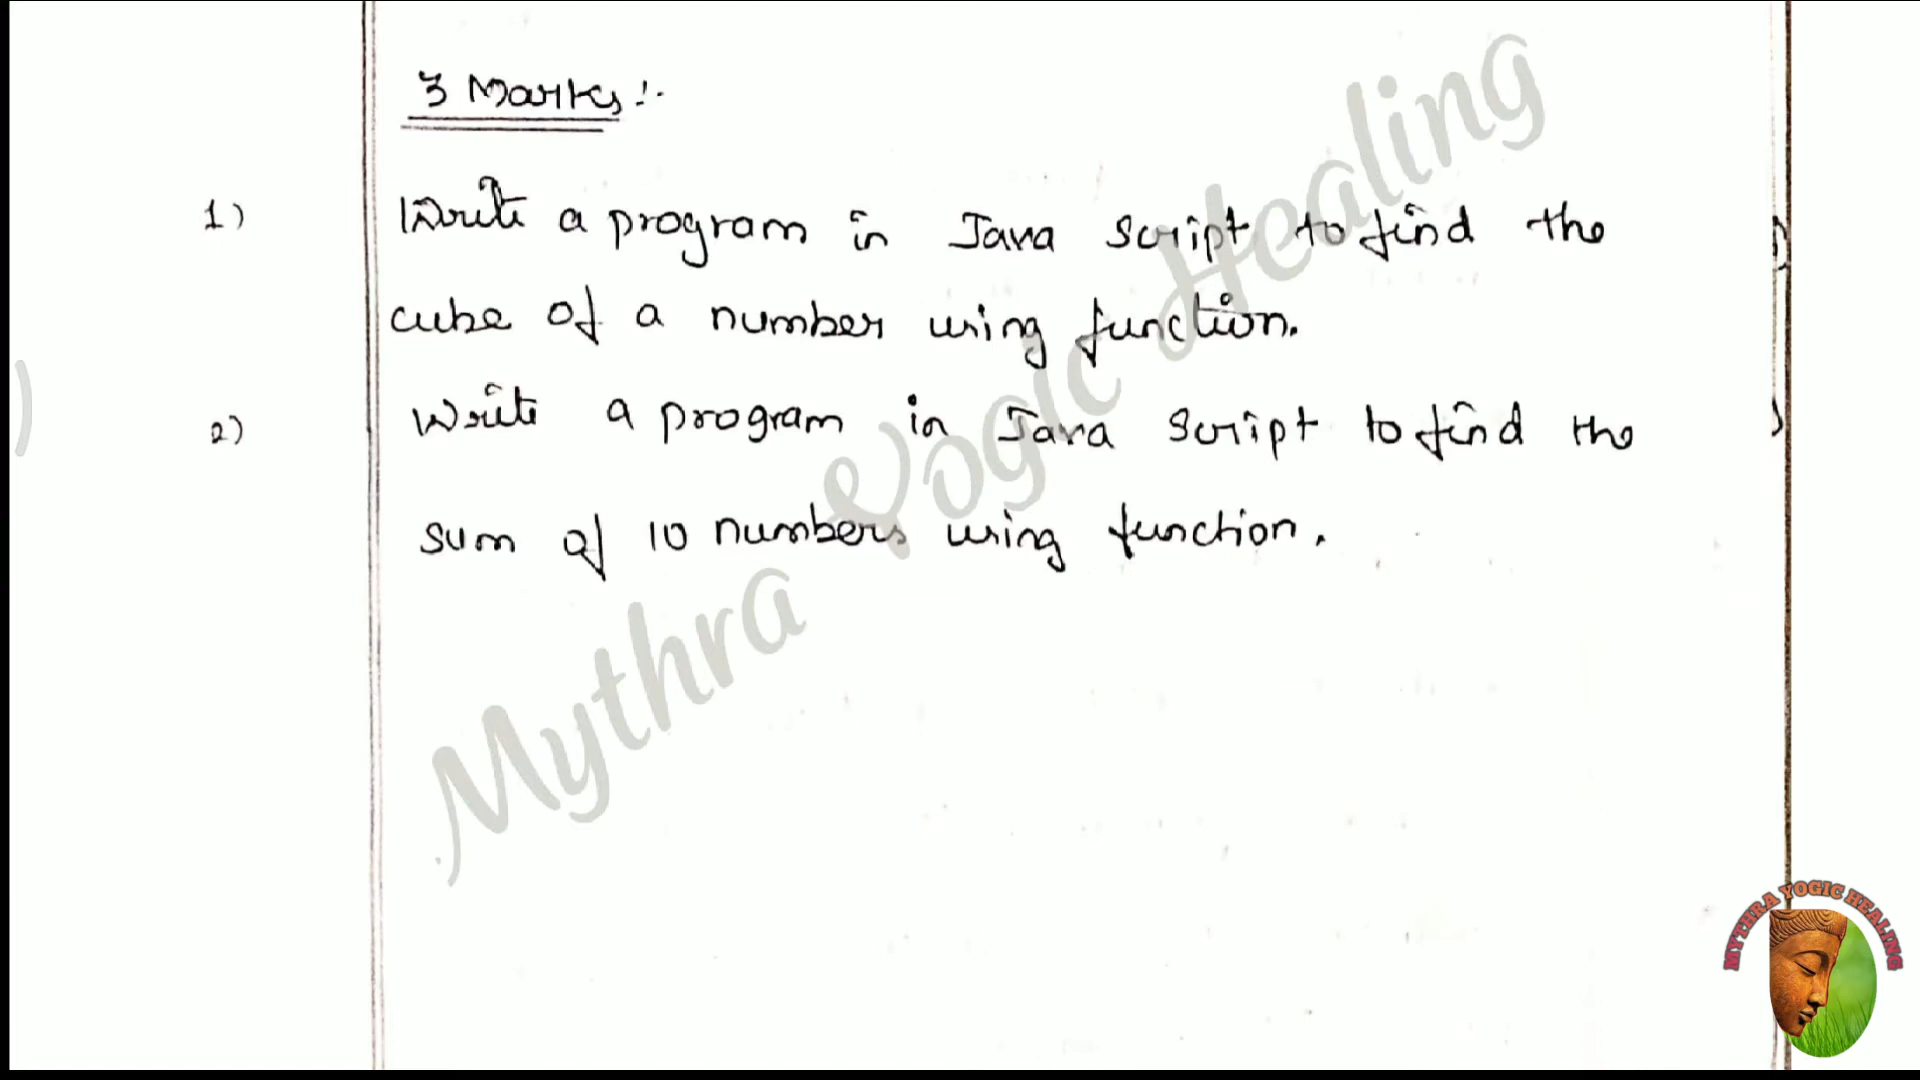 3 Marks :-
1) Write a program in Java Script to find the
cube of a number using function.
2) Write a program in Java Script to find the
sum of 10 numbers using function.
Mythra Yogic Healing
MYTHRA YOGIC HEALING